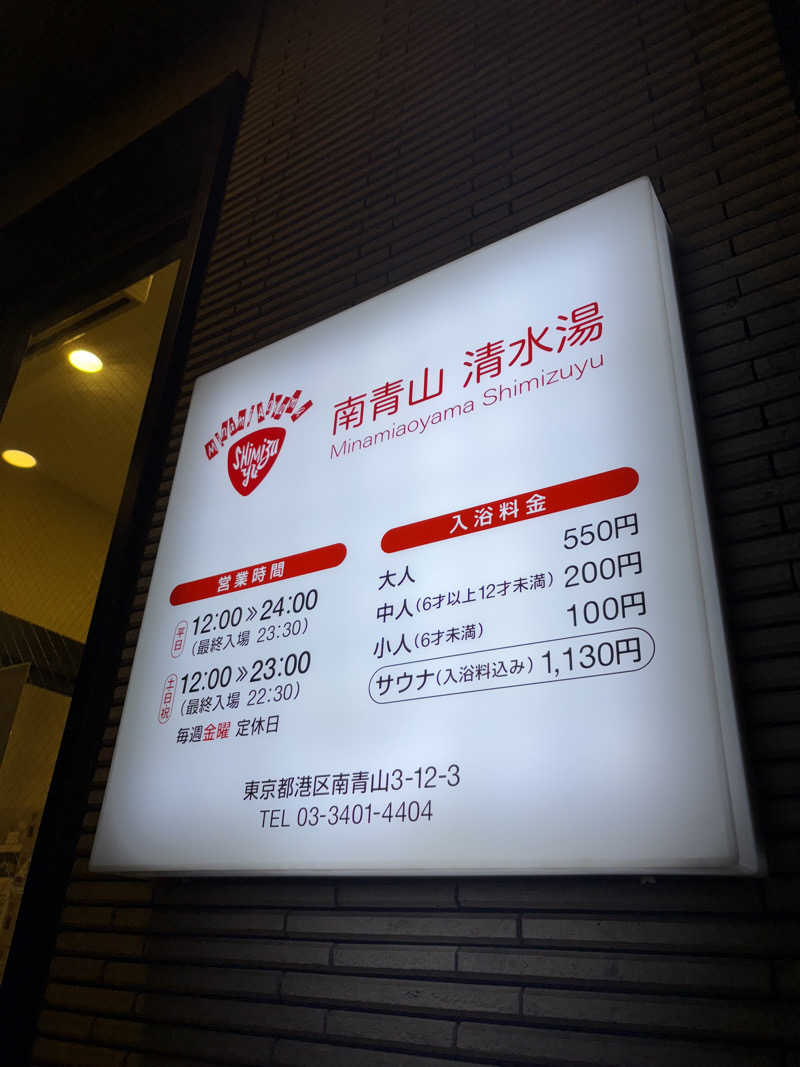 MINAMIAOYAMA
SHIMIZU
YU
南青山 清水湯
Minamiaoyama Shimizuyu
営業時間
平日 12:00»24:00
(最終入場 23:30)
土日祝 12:00»23:00
(最終入場 22:30)
毎週金曜 定休日
入浴料金
大人 550円
中人(6才以上12才未満) 200円
小人(6才未満) 100円
サウナ(入浴料込み) 1,130円
東京都港区南青山3-12-3
TEL 03-3401-4404